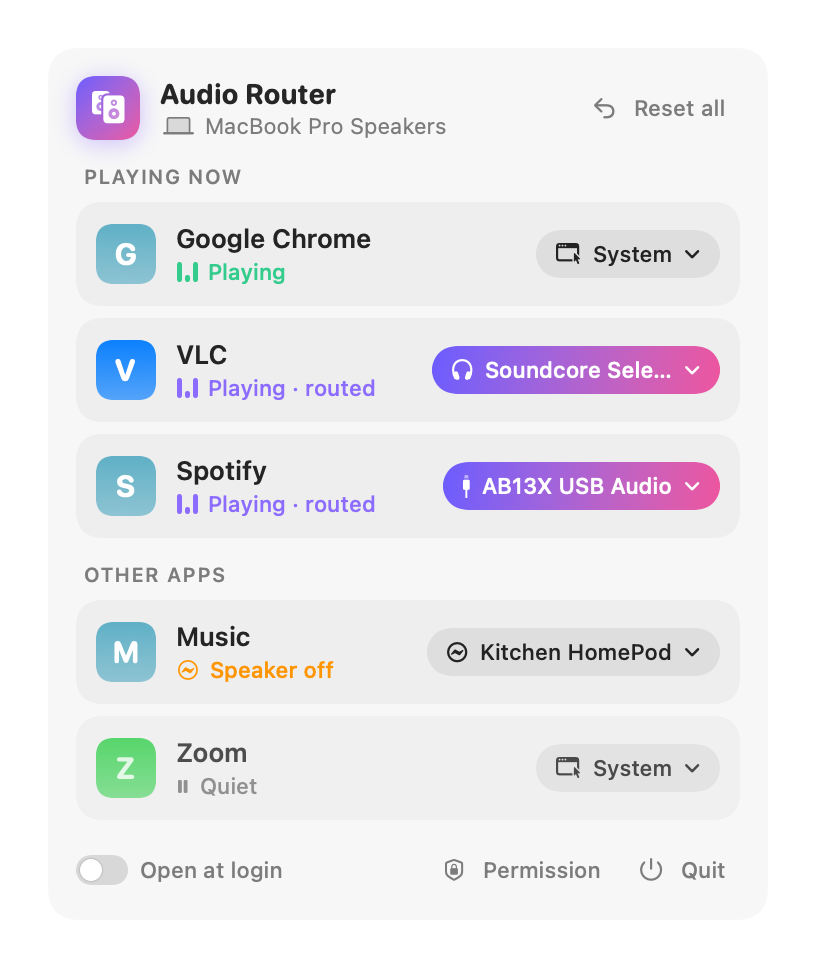 Audio Router
MacBook Pro Speakers
Reset all
PLAYING NOW
G
Google Chrome
Playing
System
V
VLC
Playing · routed
Soundcore Sele...
S
Spotify
Playing · routed
AB13X USB Audio
OTHER APPS
M
Music
Speaker off
Kitchen HomePod
Z
Zoom
Quiet
System
Open at login
Permission
Quit